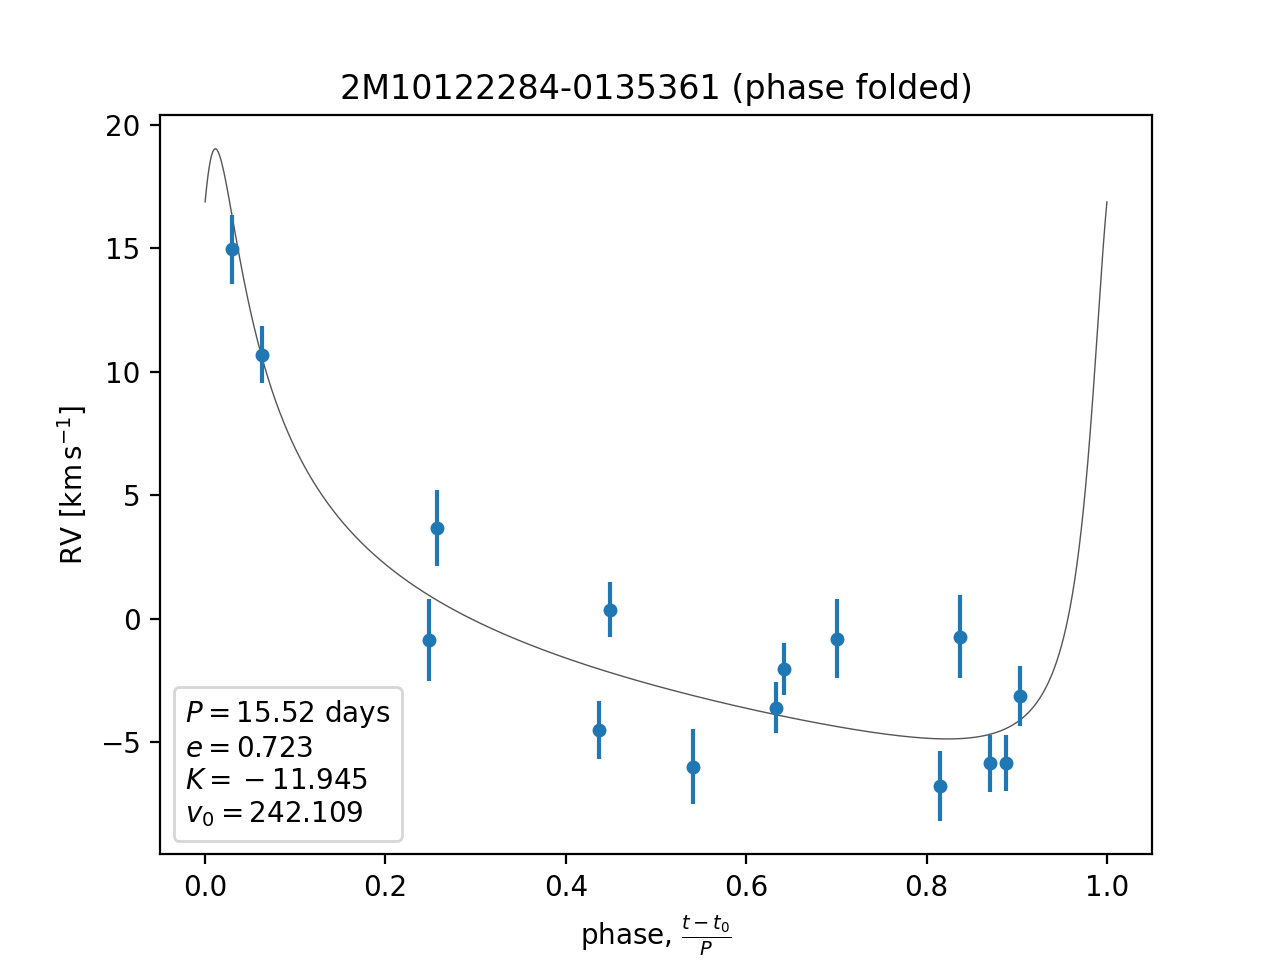 2M10122284-0135361 (phase folded)
20
15
10
5
0
−5
RV [km s⁻¹]
P = 15.52 days
e = 0.723
K = −11.945
v₀ = 242.109
0.0 0.2 0.4 0.6 0.8 1.0
phase, (t − t₀)/P